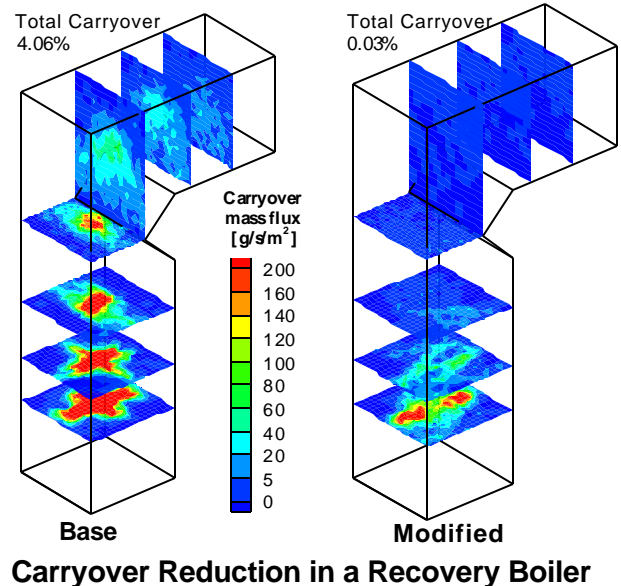 Total Carryover
4.06%
Total Carryover
0.03%
Carryover
mass flux
[g/s/m²]
200
160
140
120
100
80
60
40
20
5
0
Base
Modified
Carryover Reduction in a Recovery Boiler